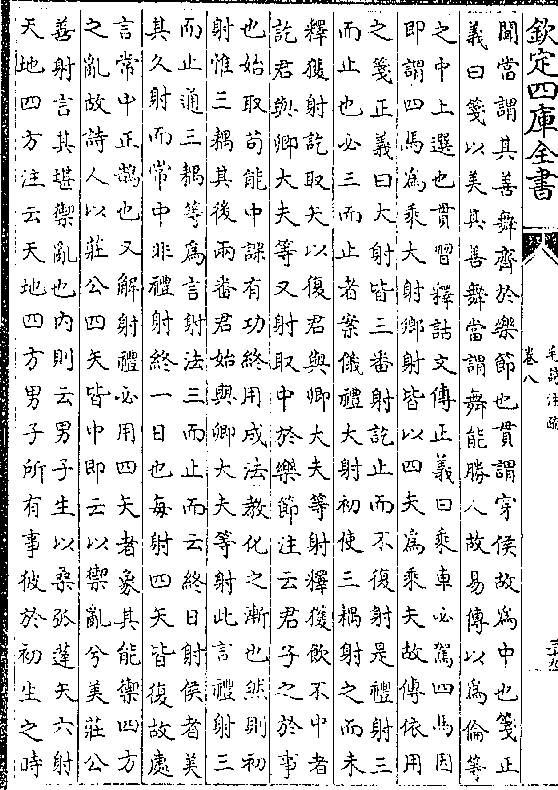 欽定四庫全書
毛詩注疏
卷八
聞當謂其善舞齊於樂節也貫謂穿侯故為中也箋正
義曰箋以美其善舞當謂舞能勝人故易傳以為倫等
之中上選也貫習釋詁文傳正義曰乘車必駕四馬因
即謂四馬為乘大射鄉射皆以四矢為乘矢故傳依用
之箋正義曰大射皆三番射訖止而不復射是禮射三
而止也必三而止者案儀禮大射初使三耦射之而未
釋獲射訖取矢以復君與卿大夫等射釋獲飲不中者
訖君與卿大夫等又射取中於樂節注云君子之於事
也始取苟能中課有功終用成法教化之漸也然則初
射惟三耦其後兩番君始與卿大夫等射此言禮射三
而止通三耦等為言射法三而止而云終日射侯者美
其久射而常中非禮射終一日也每射四矢皆復故處
言常中正鵠也又解射禮必用四矢者象其能禦四方
之亂故詩人以莊公四矢皆中即云以禦亂兮美莊公
善射言其堪禦亂也內則云男子生以桑弧蓬矢六射
天地四方注云天地四方男子所有事彼於初生之時